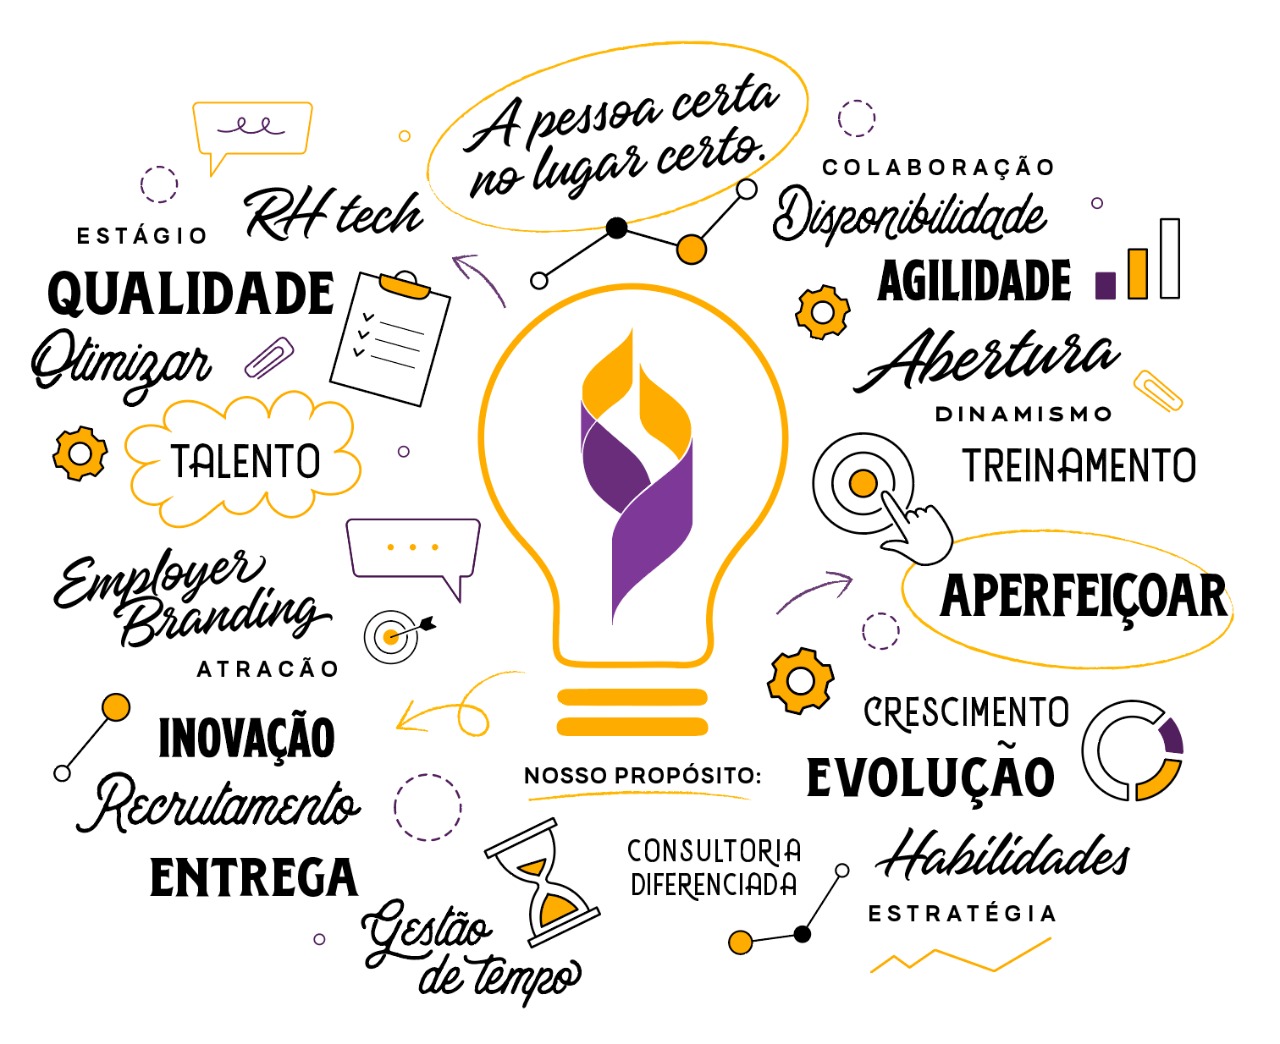 A pessoa certa
no lugar certo.
RH tech
ESTÁGIO
QUALIDADE
Otimizar
TALENTO
Employer
Branding
ATRACÃO
INOVAÇÃO
Recrutamento
ENTREGA
Gestão
de tempo
NOSSO PROPÓSITO:
CONSULTORIA
DIFERENCIADA
COLABORAÇÃO
Disponibilidade
AGILIDADE
Abertura
DINAMISMO
TREINAMENTO
APERFEIÇOAR
CRESCIMENTO
EVOLUÇÃO
Habilidades
ESTRATÉGIA